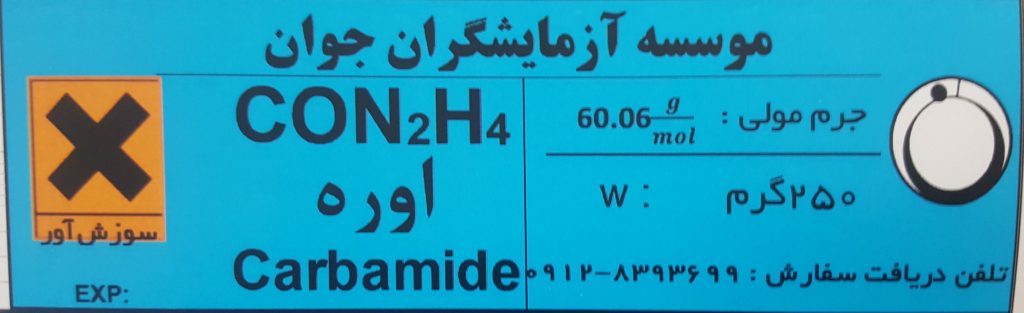 موسسه آزمایشگران جوان
جرم مولی : 60.06 g/mol
۲۵۰گرم W :
تلفن دریافت سفارش : ۰۹۱۲-۸۳۹۳۶۹۹
CON₂H₄
اوره
Carbamide
سوزش‌آور
EXP: